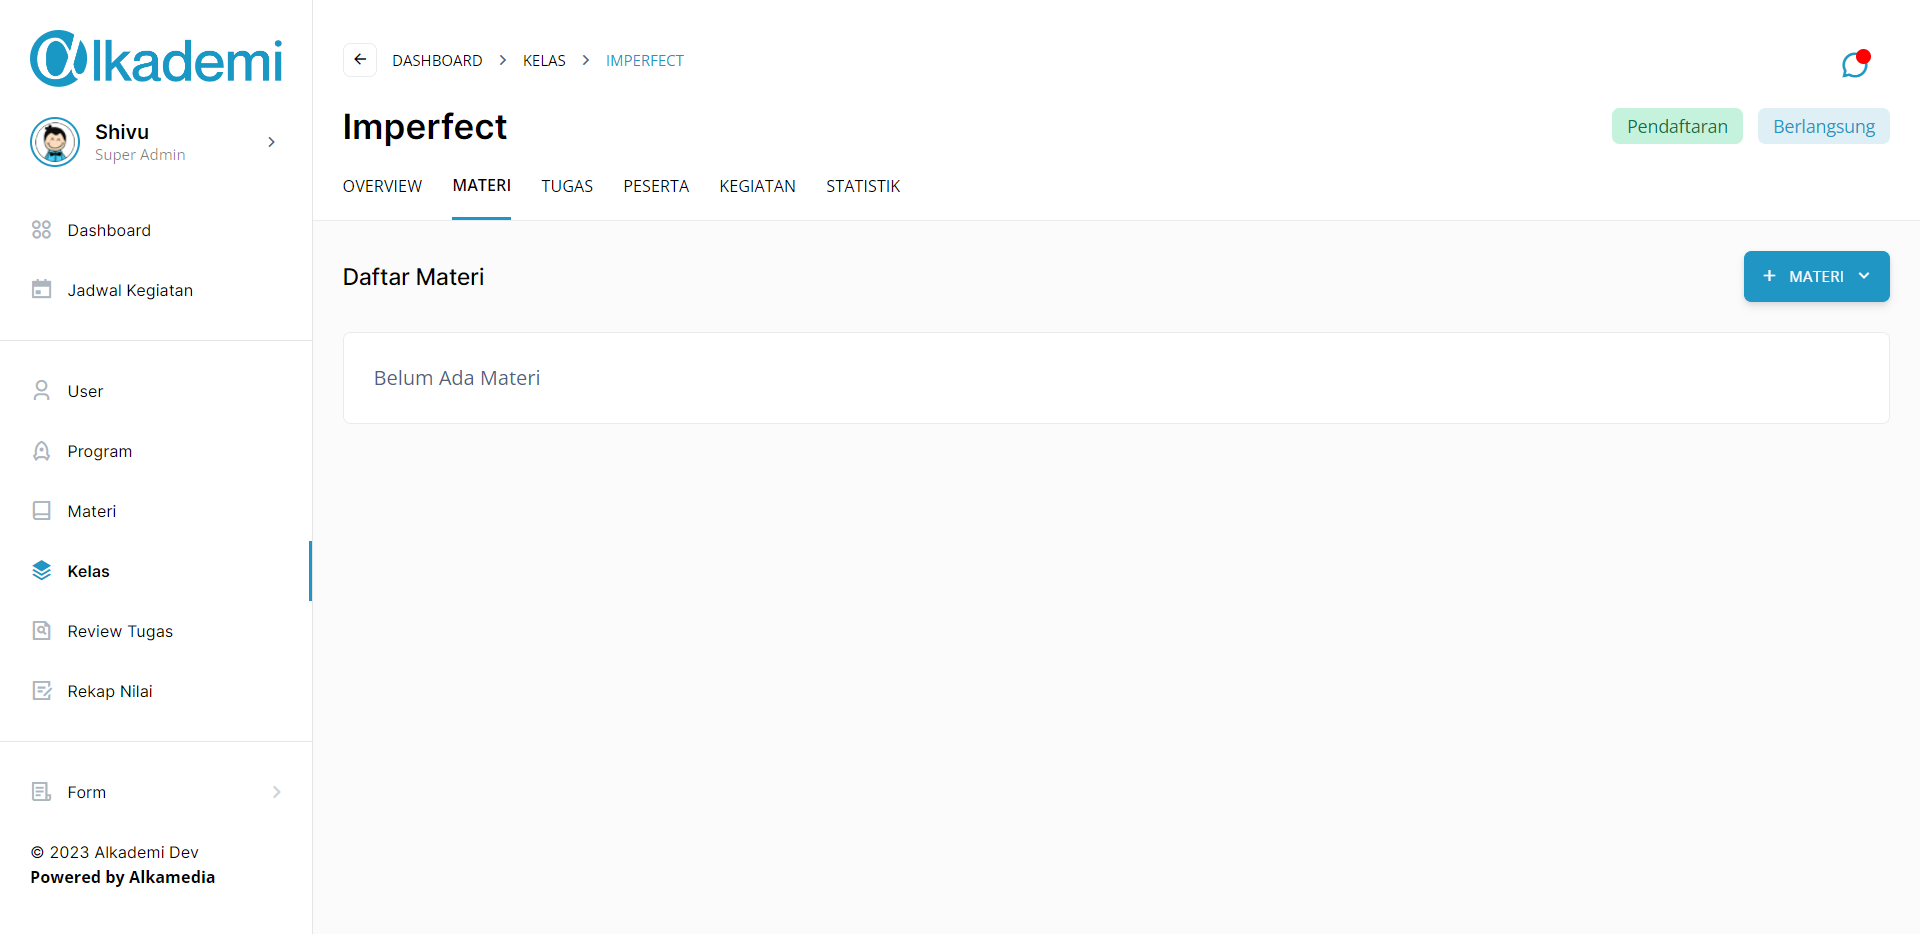 @lkademi
Shivu
Super Admin
Dashboard
Jadwal Kegiatan
User
Program
Materi
Kelas
Review Tugas
Rekap Nilai
Form
© 2023 Alkademi Dev
Powered by Alkamedia
DASHBOARD > KELAS > IMPERFECT
Imperfect
Pendaftaran Berlangsung
OVERVIEW MATERI TUGAS PESERTA KEGIATAN STATISTIK
Daftar Materi
+ MATERI
Belum Ada Materi